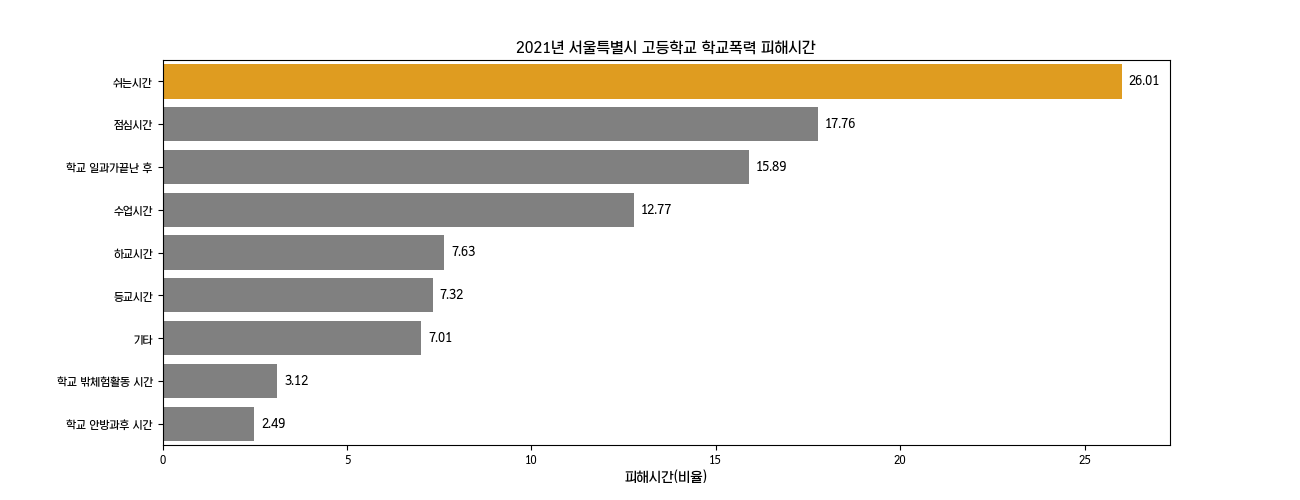 2021년 서울특별시 고등학교 학교폭력 피해시간
쉬는시간 26.01
점심시간 17.76
학교 일과가끝난 후 15.89
수업시간 12.77
하교시간 7.63
등교시간 7.32
기타 7.01
학교 밖체험활동 시간 3.12
학교 안방과후 시간 2.49
0 5 10 15 20 25
피해시간(비율)